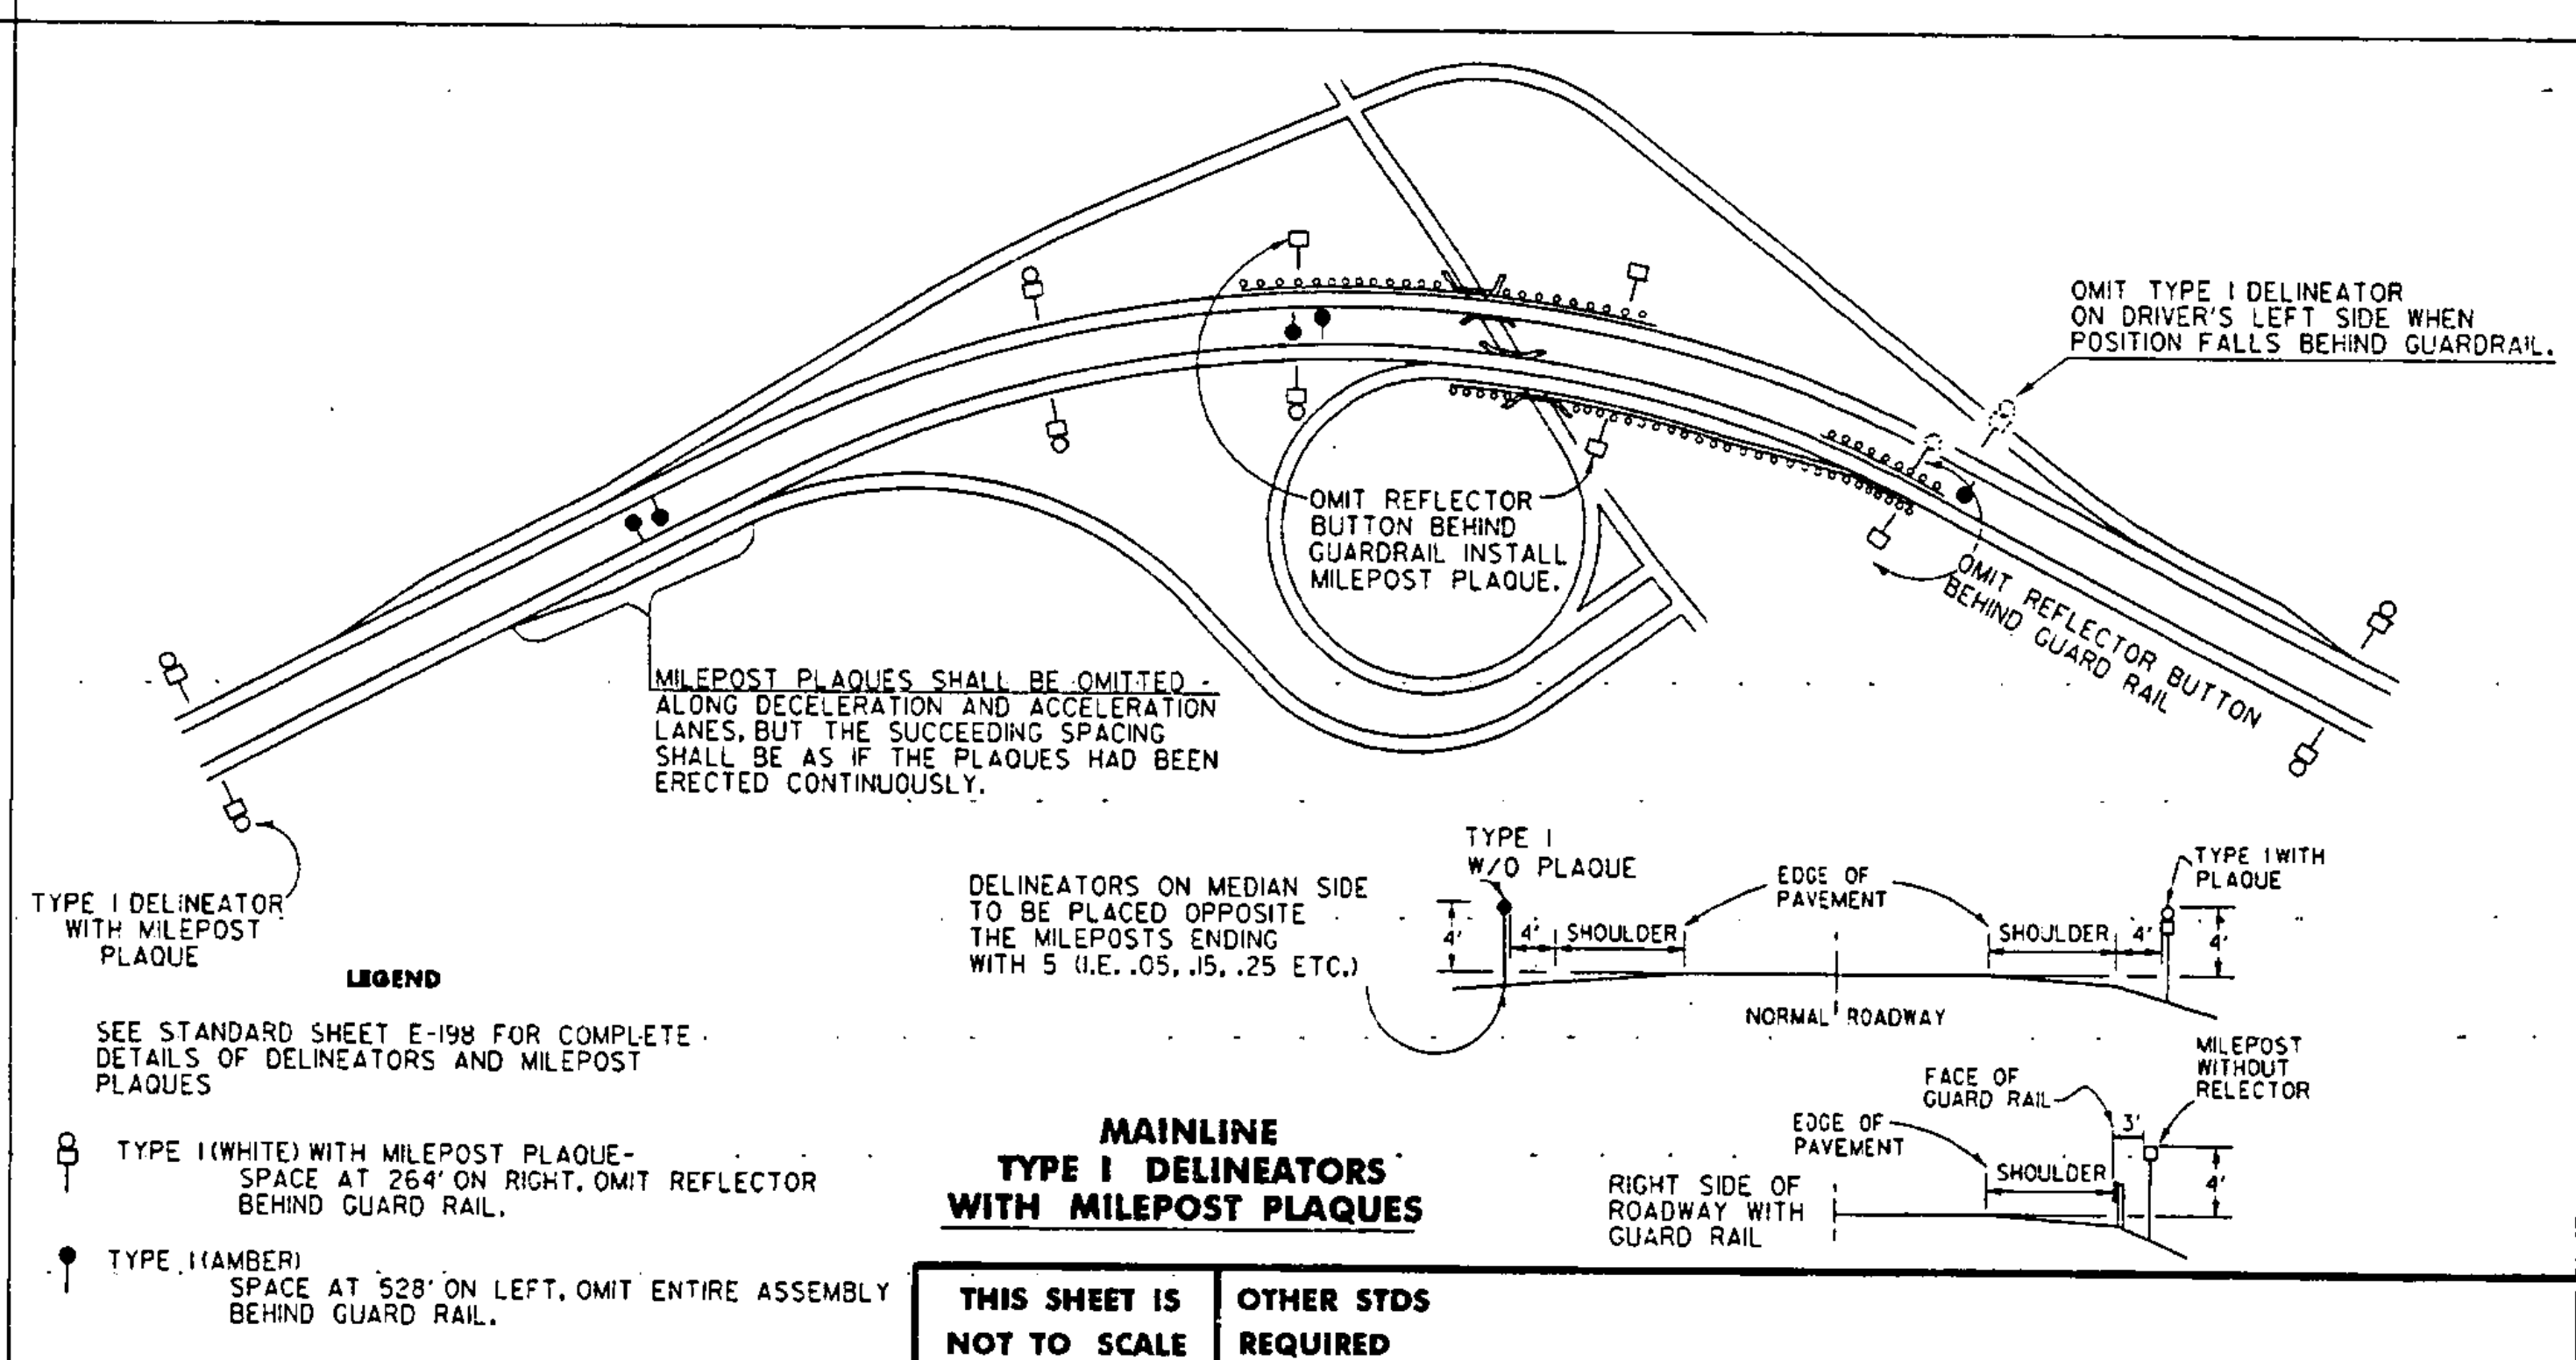 OMIT TYPE I DELINEATOR
ON DRIVER'S LEFT SIDE WHEN
POSITION FALLS BEHIND GUARDRAIL.
OMIT REFLECTOR
BUTTON BEHIND
GUARDRAIL INSTALL
MILEPOST PLAQUE.
OMIT REFLECTOR BUTTON
BEHIND GUARD RAIL
MILEPOST PLAQUES SHALL BE OMITTED
ALONG DECELERATION AND ACCELERATION
LANES, BUT THE SUCCEEDING SPACING
SHALL BE AS IF THE PLAQUES HAD BEEN
ERECTED CONTINUOUSLY.
TYPE I DELINEATOR
WITH MILEPOST
PLAQUE
LEGEND
SEE STANDARD SHEET E-198 FOR COMPLETE
DETAILS OF DELINEATORS AND MILEPOST
PLAQUES
TYPE I (WHITE) WITH MILEPOST PLAQUE-
SPACE AT 264' ON RIGHT. OMIT REFLECTOR
BEHIND GUARD RAIL.
TYPE I (AMBER)
SPACE AT 528' ON LEFT. OMIT ENTIRE ASSEMBLY
BEHIND GUARD RAIL.
DELINEATORS ON MEDIAN SIDE
TO BE PLACED OPPOSITE
THE MILEPOSTS ENDING
WITH 5 (I.E. .05, .15, .25 ETC.)
TYPE I
W/O PLAQUE
EDGE OF
PAVEMENT
TYPE I WITH
PLAQUE
4'
4'
SHOULDER
SHOULDER
4'
4'
NORMAL ROADWAY
MILEPOST
WITHOUT
RELECTOR
FACE OF
GUARD RAIL
3'
EDGE OF
PAVEMENT
SHOULDER
4'
RIGHT SIDE OF
ROADWAY WITH
GUARD RAIL
MAINLINE
TYPE I DELINEATORS
WITH MILEPOST PLAQUES
THIS SHEET IS
NOT TO SCALE
OTHER STDS
REQUIRED